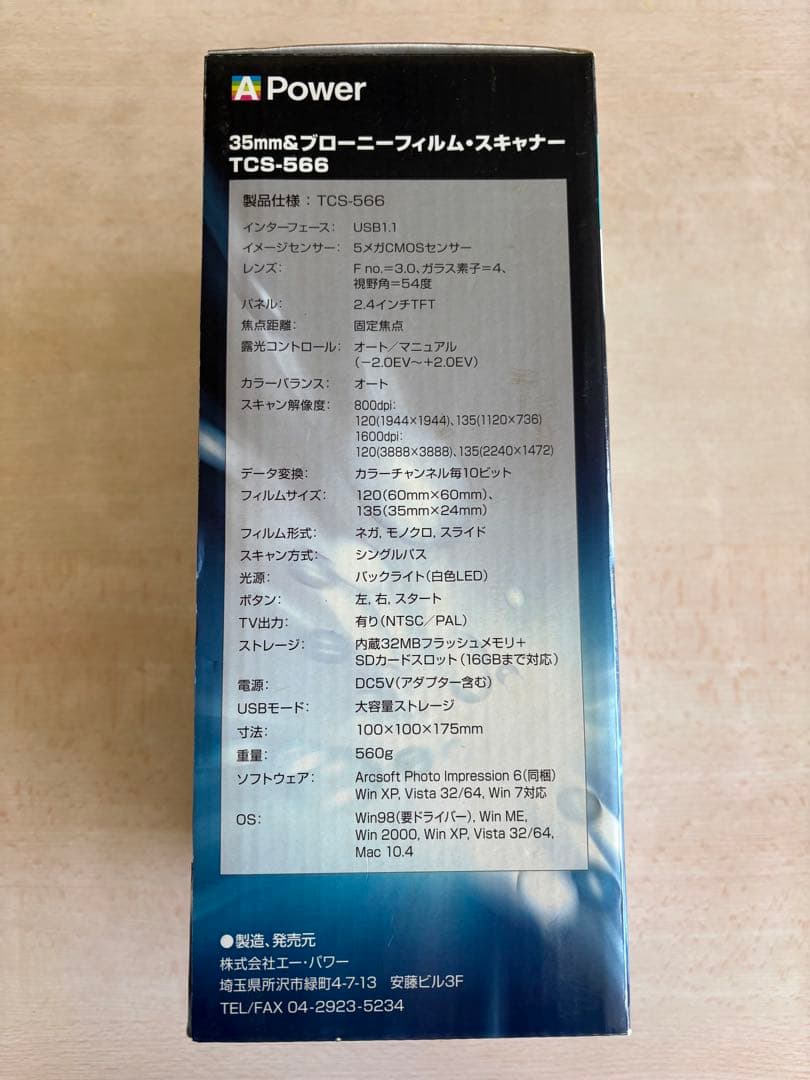 A Power
35mm&ブローニーフィルム・スキャナー
TCS-566
製品仕様：TCS-566
インターフェース： USB1.1
イメージセンサー： 5メガCMOSセンサー
レンズ： F no.=3.0、ガラス素子=4、
視野角=54度
パネル： 2.4インチTFT
焦点距離： 固定焦点
露光コントロール： オート／マニュアル
(−2.0EV〜+2.0EV)
カラーバランス： オート
スキャン解像度： 800dpi:
120(1944×1944)、135(1120×736)
1600dpi:
120(3888×3888)、135(2240×1472)
データ変換： カラーチャンネル毎10ビット
フィルムサイズ： 120(60mm×60mm)、
135(35mm×24mm)
フィルム形式： ネガ, モノクロ, スライド
スキャン方式： シングルパス
光源： バックライト(白色LED)
ボタン： 左, 右, スタート
TV出力： 有り(NTSC／PAL)
ストレージ： 内蔵32MBフラッシュメモリ+
SDカードスロット(16GBまで対応)
電源： DC5V(アダプター含む)
USBモード： 大容量ストレージ
寸法： 100×100×175mm
重量： 560g
ソフトウェア： Arcsoft Photo Impression 6(同梱)
Win XP, Vista 32/64, Win 7対応
OS： Win98(要ドライバー), Win ME,
Win 2000, Win XP, Vista 32/64,
Mac 10.4
●製造、発売元
株式会社エー・パワー
埼玉県所沢市緑町4-7-13 安藤ビル3F
TEL/FAX 04-2923-5234